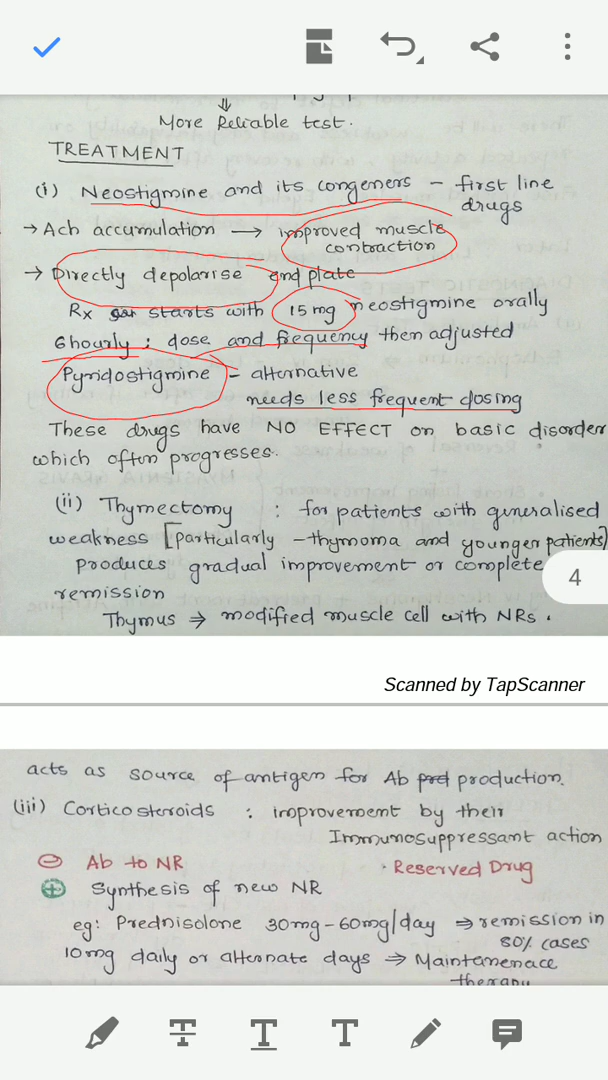 ⇓
More Reliable test.
TREATMENT
(i) Neostigmine and its congeners – first line
drugs
→ Ach accumulation → improved muscle
contraction
→ Directly depolarise end plate
Rx starts with 15 mg neostigmine orally
6 hourly : dose and frequency then adjusted
Pyridostigmine – alternative
needs less frequent dosing
These drugs have NO EFFECT on basic disorder
which often progresses.
(ii) Thymectomy : for patients with generalised
weakness [particularly – thymoma and younger patients]
produces gradual improvement or complete
remission
4
Thymus ⇒ modified muscle cell with NRs.
Scanned by TapScanner
acts as source of antigen for Ab production.
(iii) Corticosteroids : improvement by their
Immunosuppressant action
⊖ Ab to NR · Reserved Drug
⊕ Synthesis of new NR
eg: Prednisolone 30mg – 60mg/day ⇒ remission in
80% cases
10mg daily or alternate days ⇒ Maintanenace
therapy